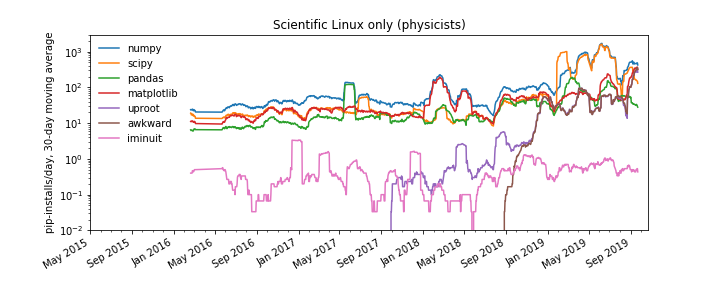 Scientific Linux only (physicists)
pip-installs/day, 30-day moving average
10³
10²
10¹
10⁰
10⁻¹
10⁻²
numpy
scipy
pandas
matplotlib
uproot
awkward
iminuit
May 2015
Sep 2015
Jan 2016
May 2016
Sep 2016
Jan 2017
May 2017
Sep 2017
Jan 2018
May 2018
Sep 2018
Jan 2019
May 2019
Sep 2019